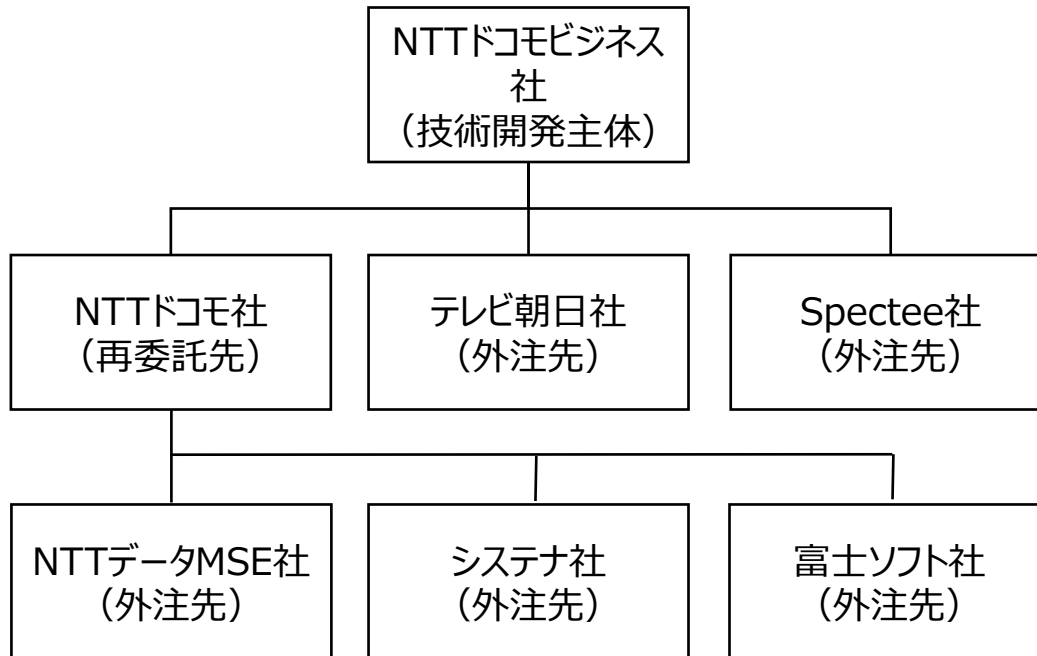 NTTドコモビジネス
社
（技術開発主体）
NTTドコモ社
（再委託先）
テレビ朝日社
（外注先）
Spectee社
（外注先）
NTTデータMSE社
（外注先）
システナ社
（外注先）
富士ソフト社
（外注先）